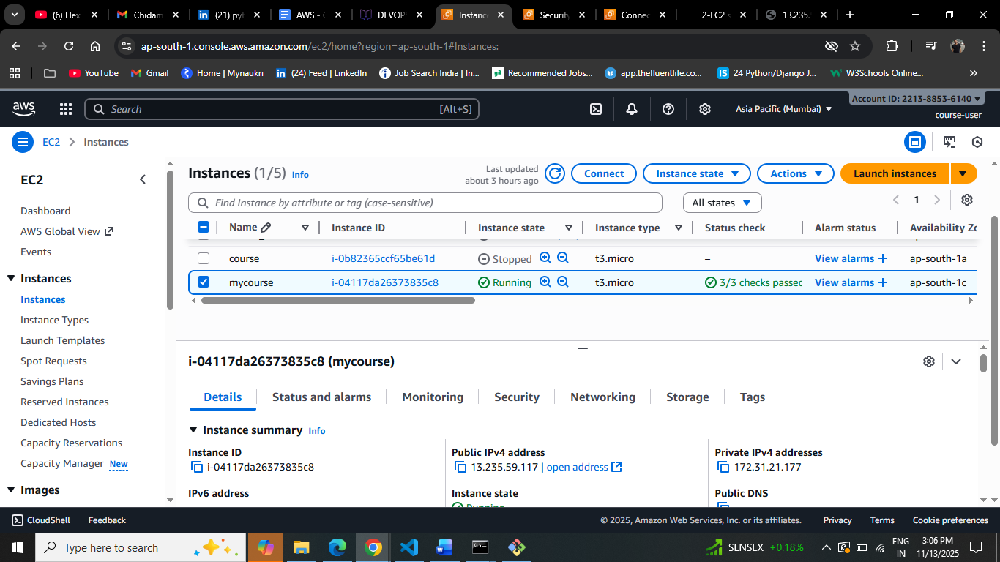 (6) Flex
Chidam
(21) pyt
AWS - C
DEVOPS
Instanc
Security
Connec
2-EC2 s
13.235.
ap-south-1.console.aws.amazon.com/ec2/home?region=ap-south-1#Instances:
YouTube
Gmail
Home | Mynaukri
(24) Feed | LinkedIn
Job Search India | In...
Recommended Jobs...
app.thefluentlife.co...
24 Python/Django J...
W3Schools Online...
aws
Search
[Alt+S]
Asia Pacific (Mumbai)
Account ID: 2213-8853-6140
course-user
EC2
Instances
EC2
Dashboard
AWS Global View
Events
Instances
Instances
Instance Types
Launch Templates
Spot Requests
Savings Plans
Reserved Instances
Dedicated Hosts
Capacity Reservations
Capacity Manager New
Images
Instances (1/5) Info
Last updated
about 3 hours ago
Connect
Instance state
Actions
Launch instances
Find Instance by attribute or tag (case-sensitive)
All states
1
Name
Instance ID
Instance state
Instance type
Status check
Alarm status
Availability Zo
course
i-0b82365ccf65be61d
Stopped
t3.micro
–
View alarms +
ap-south-1a
mycourse
i-04117da26373835c8
Running
t3.micro
3/3 checks passed
View alarms +
ap-south-1c
i-04117da26373835c8 (mycourse)
Details
Status and alarms
Monitoring
Security
Networking
Storage
Tags
Instance summary Info
Instance ID
i-04117da26373835c8
Public IPv4 address
13.235.59.117 | open address
Private IPv4 addresses
172.31.21.177
IPv6 address
Instance state
Running
Public DNS
CloudShell
Feedback
© 2025, Amazon Web Services, Inc. or its affiliates.
Privacy
Terms
Cookie preferences
Type here to search
SENSEX +0.18%
ENG
IN
3:06 PM
11/13/2025